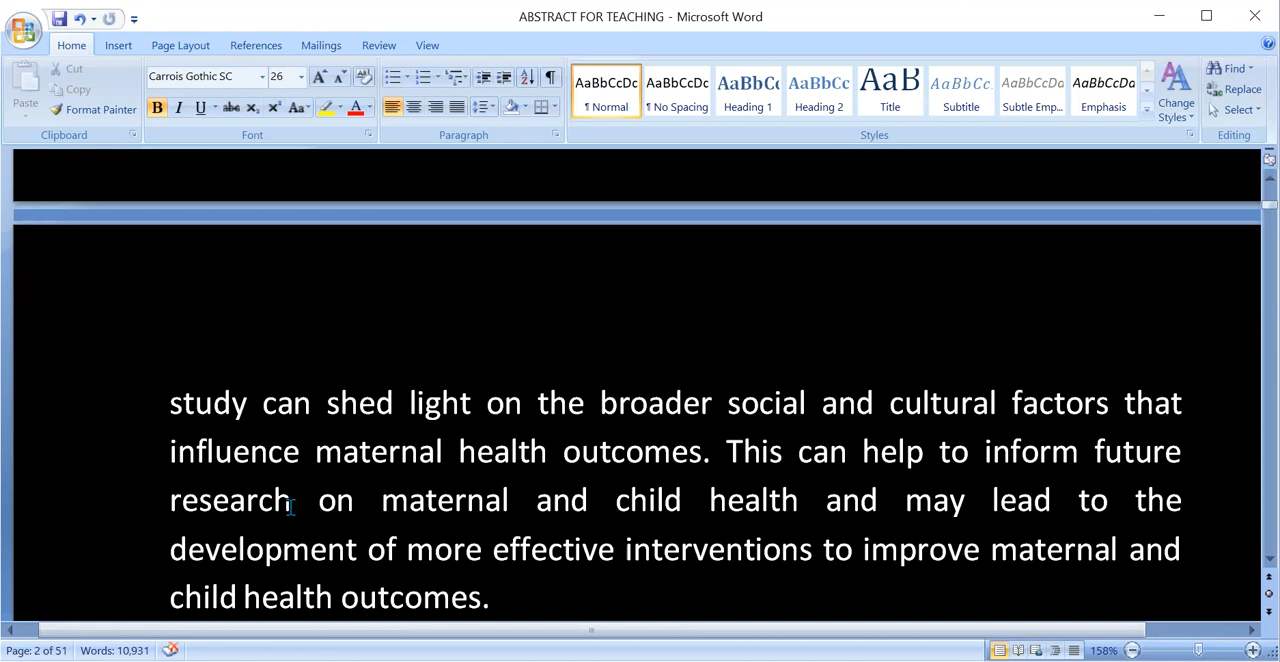 ABSTRACT FOR TEACHING - Microsoft Word
Home Insert Page Layout References Mailings Review View
Paste
Cut
Copy
Format Painter
Clipboard
Carrois Gothic SC 26
B I U abc x₂ x² Aa A
Font
Paragraph
AaBbCcDc AaBbCcDc AaBbCc AaBbCc AaB AaBbCc. AaBbCcDa AaBbCcDa
¶ Normal ¶ No Spacing Heading 1 Heading 2 Title Subtitle Subtle Emp... Emphasis
Change
Styles
Styles
Find
Replace
Select
Editing
study can shed light on the broader social and cultural factors that
influence maternal health outcomes. This can help to inform future
research on maternal and child health and may lead to the
development of more effective interventions to improve maternal and
child health outcomes.
Page: 2 of 51 Words: 10,931 158%